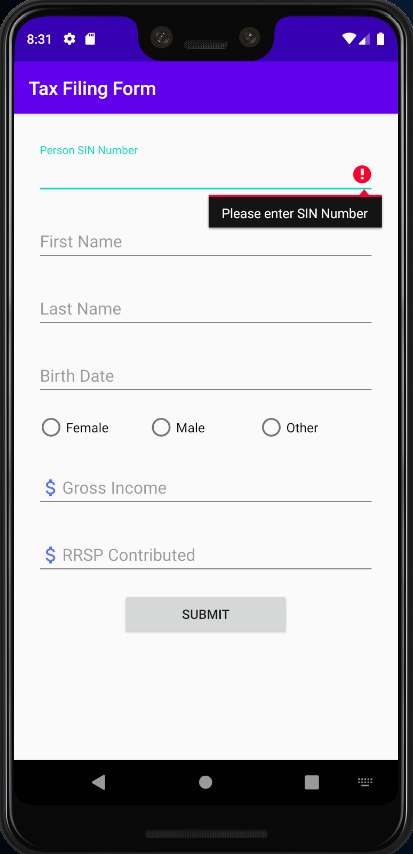 8:31
Tax Filing Form
Person SIN Number
Please enter SIN Number
First Name
Last Name
Birth Date
Female Male Other
$ Gross Income
$ RRSP Contributed
SUBMIT